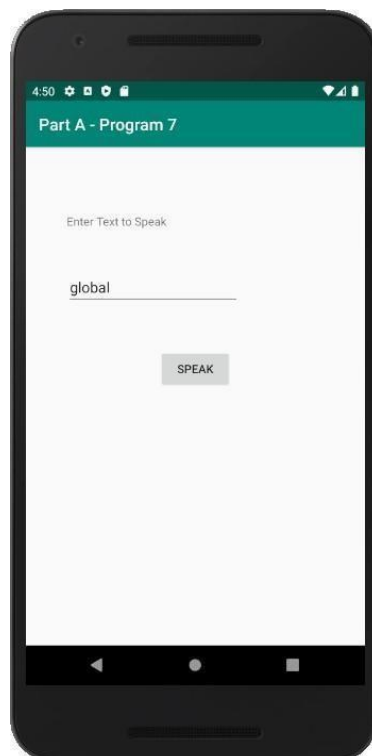 4:50
Part A - Program 7
Enter Text to Speak
global
SPEAK